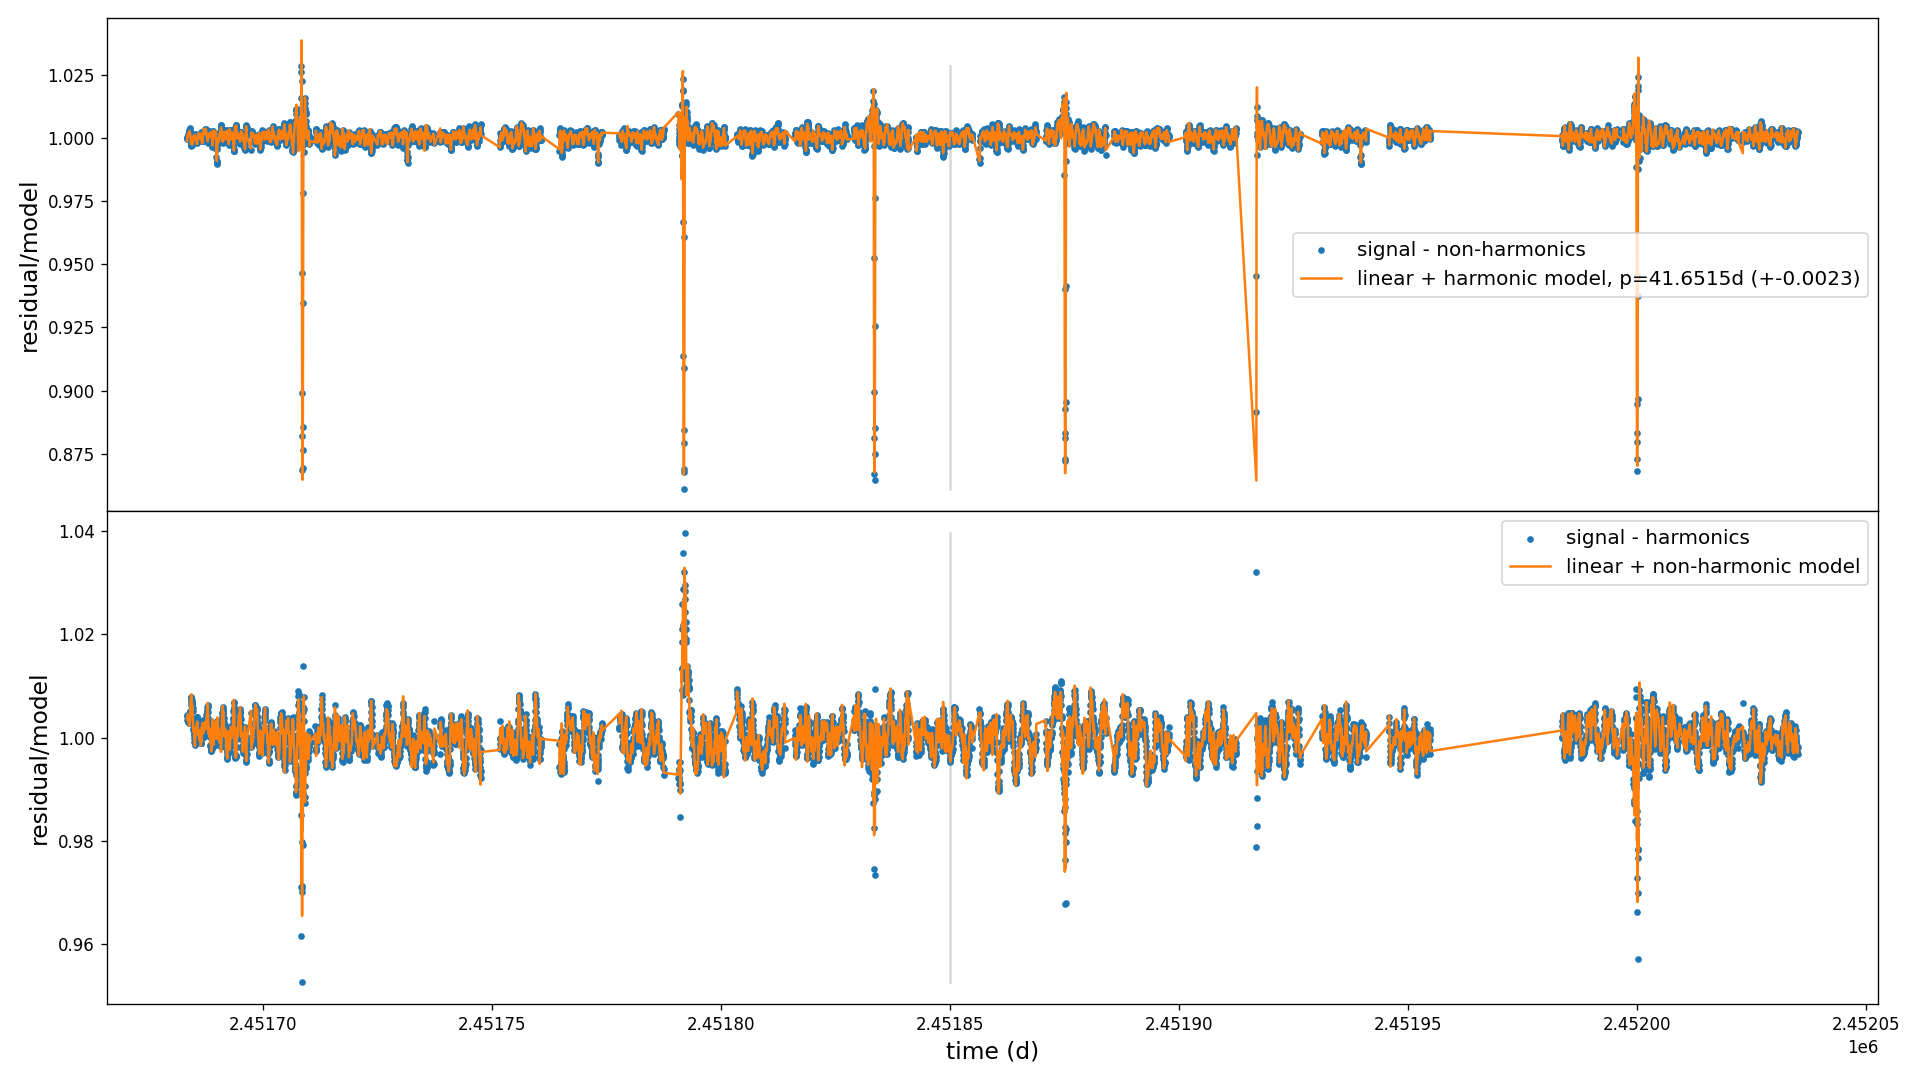 1.025
1.000
0.975
0.950
0.925
0.900
0.875
residual/model
signal - non-harmonics
linear + harmonic model, p=41.6515d (+-0.0023)
1.04
1.02
1.00
0.98
0.96
residual/model
signal - harmonics
linear + non-harmonic model
2.45170 2.45175 2.45180 2.45185 2.45190 2.45195 2.45200 2.45205
1e6
time (d)